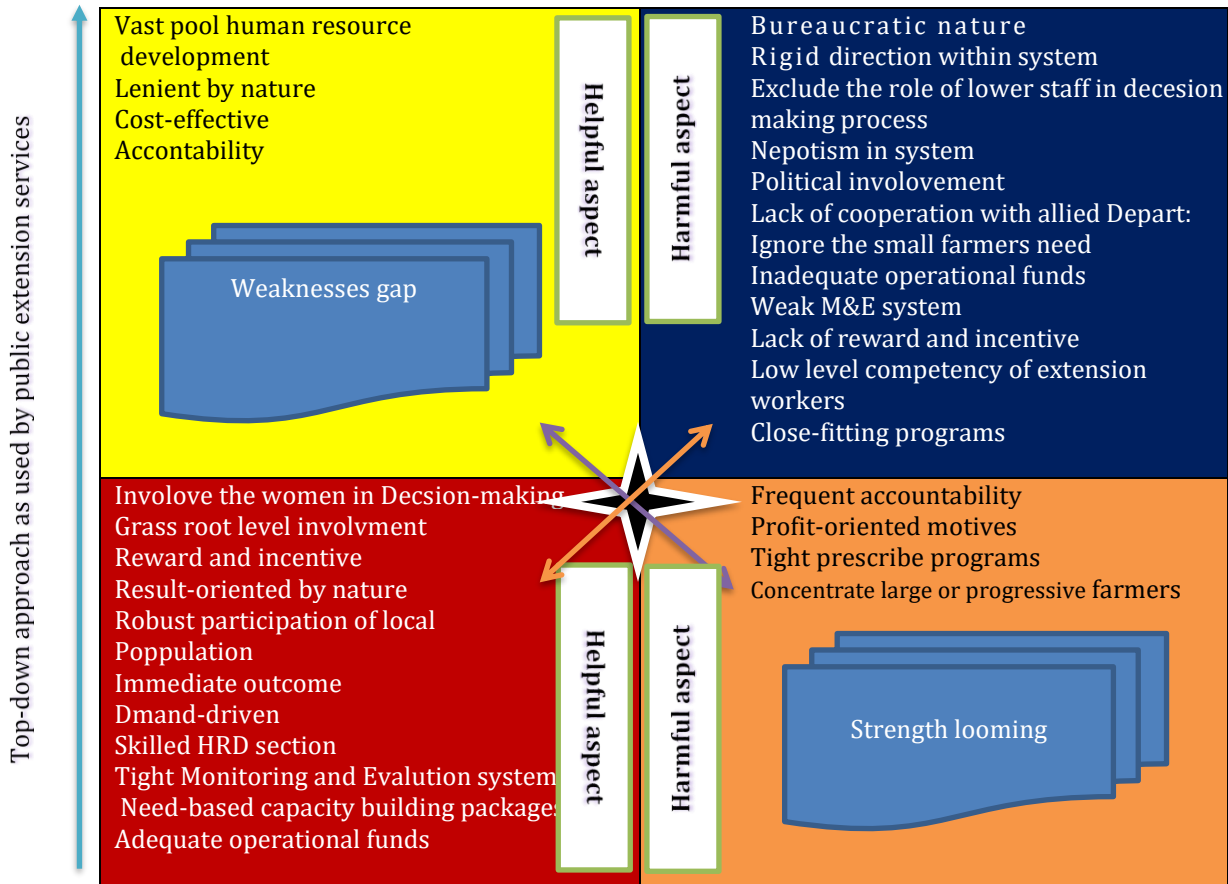 Top-down approach as used by public extension services
Vast pool human resource
development
Lenient by nature
Cost-effective
Accontability
Weaknesses gap
Helpful aspect
Harmful aspect
Bureaucratic nature
Rigid direction within system
Exclude the role of lower staff in decesion
making process
Nepotism in system
Political involovement
Lack of cooperation with allied Depart:
Ignore the small farmers need
Inadequate operational funds
Weak M&E system
Lack of reward and incentive
Low level competency of extension
workers
Close-fitting programs
Involove the women in Decsion-making
Grass root level involvment
Reward and incentive
Result-oriented by nature
Robust participation of local
Poppulation
Immediate outcome
Dmand-driven
Skilled HRD section
Tight Monitoring and Evalution system
Need-based capacity building packages
Adequate operational funds
Helpful aspect
Harmful aspect
Frequent accountability
Profit-oriented motives
Tight prescribe programs
Concentrate large or progressive farmers
Strength looming